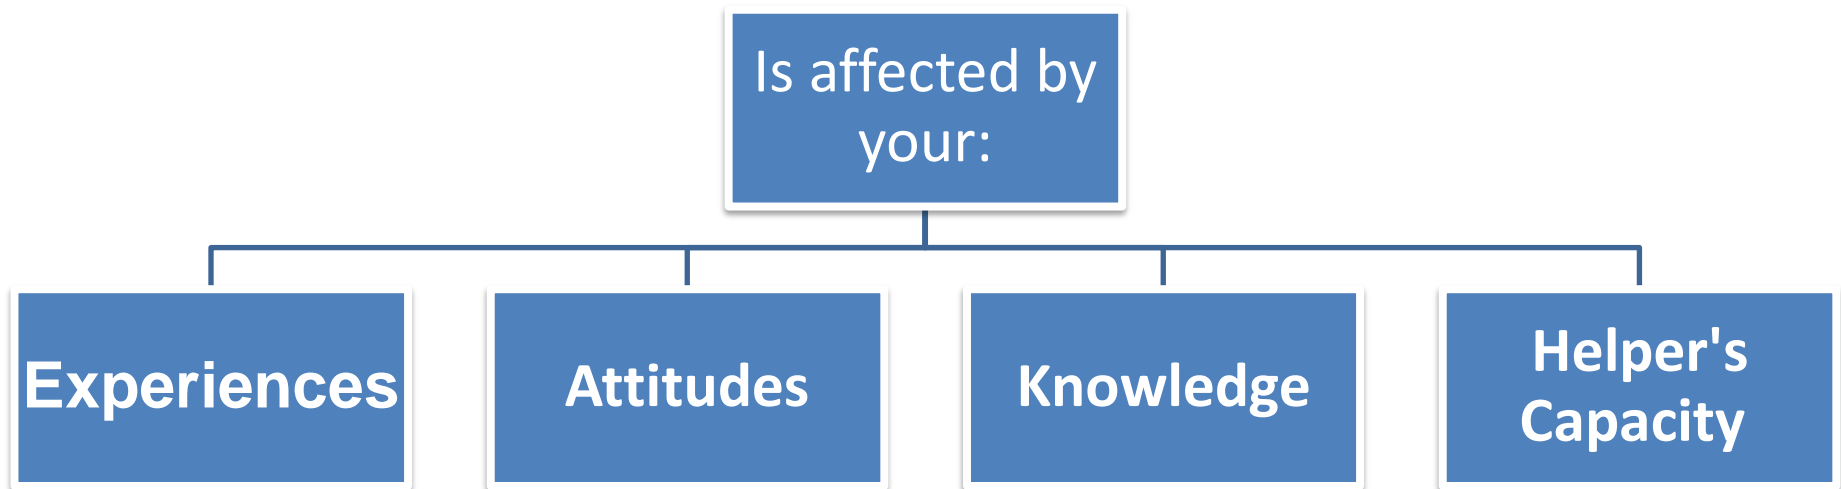 Is affected by
your:
Experiences
Attitudes
Knowledge
Helper's
Capacity